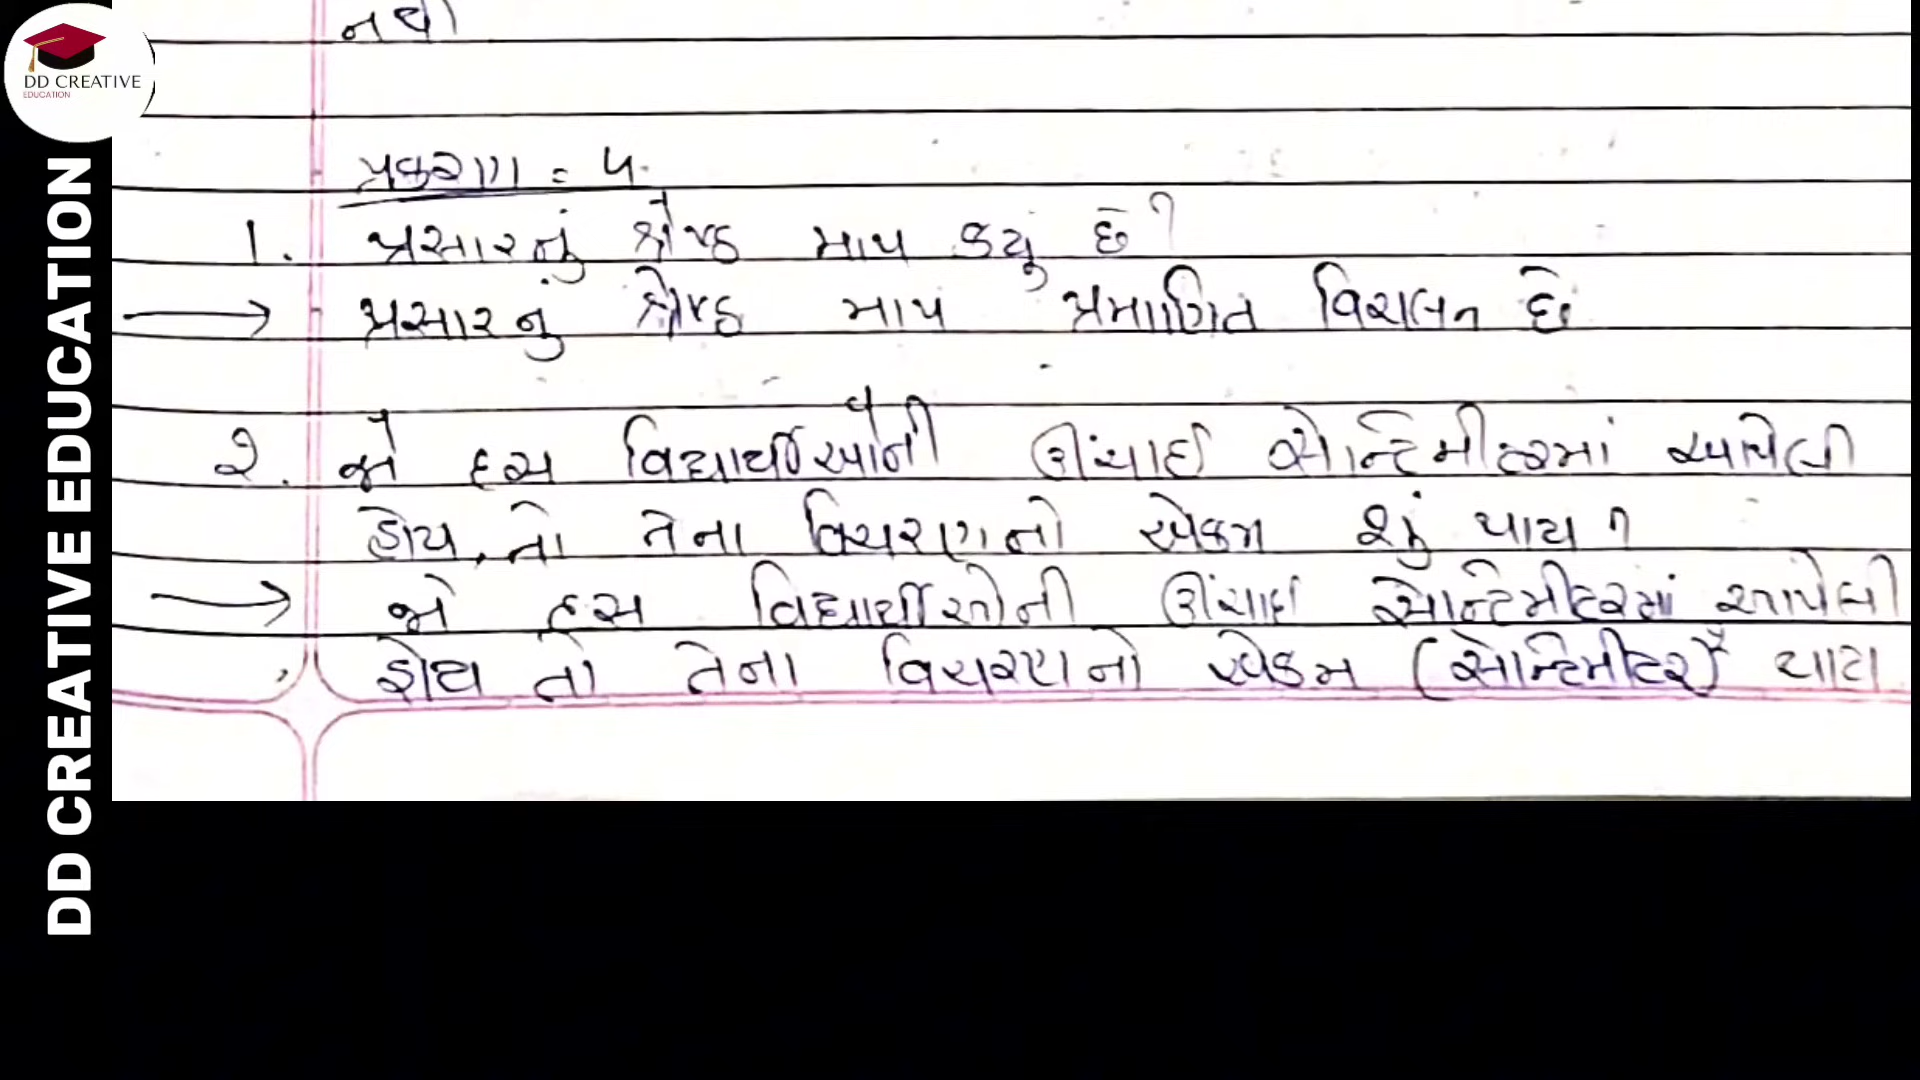 DD CREATIVE
EDUCATION
DD CREATIVE EDUCATION
નથી
પ્રકરણ = ૫.
1. પ્રસારનું શ્રેષ્ઠ માપ કયું છે?
→ પ્રસારનું શ્રેષ્ઠ માપ પ્રમાણિત વિચલન છે
૨. જો દસ વિદ્યાર્થીઓની ઊંચાઈ સેન્ટિમીટરમાં આપેલી
હોય, તો તેના વિચરણનો એકમ શું થાય?
→ જો દસ વિદ્યાર્થીઓની ઊંચાઈ સેન્ટિમીટરમાં આપેલી
હોય તો તેના વિચરણનો એકમ (સેન્ટિમીટર)² થાય